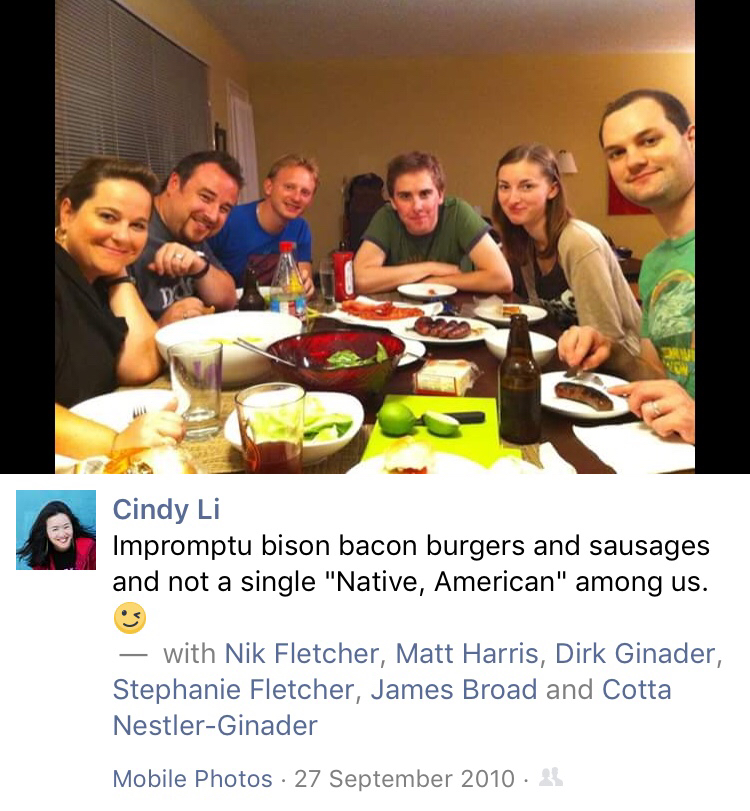 Cindy Li
Impromptu bison bacon burgers and sausages
and not a single "Native, American" among us.
😉
— with Nik Fletcher, Matt Harris, Dirk Ginader,
Stephanie Fletcher, James Broad and Cotta
Nestler-Ginader
Mobile Photos · 27 September 2010 ·